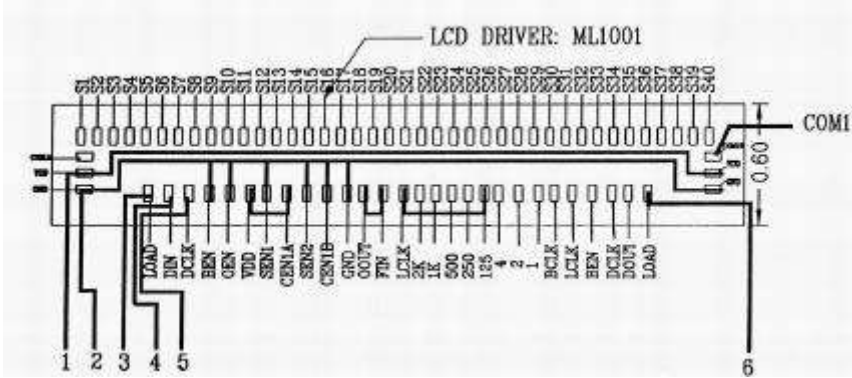 LCD DRIVER: ML1001
S1 S2 S3 S4 S5 S6 S7 S8 S9 S10 S11 S12 S13 S14 S15 S16 S17 S18 S19 S20 S21 S22 S23 S24 S25 S26 S27 S28 S29 S30 S31 S32 S33 S34 S35 S36 S37 S38 S39 S40
COM1
0.60
LOAD DIN DCLK BEN OEN VDD SEN1 CEN1A SEN2 CEN1B GND OOUT FIN LCLK 2K 1K 500 250 125 4 2 1 BCLK LCLK BEN DCLK DOUT LOAD
1 2 3 4 5 6